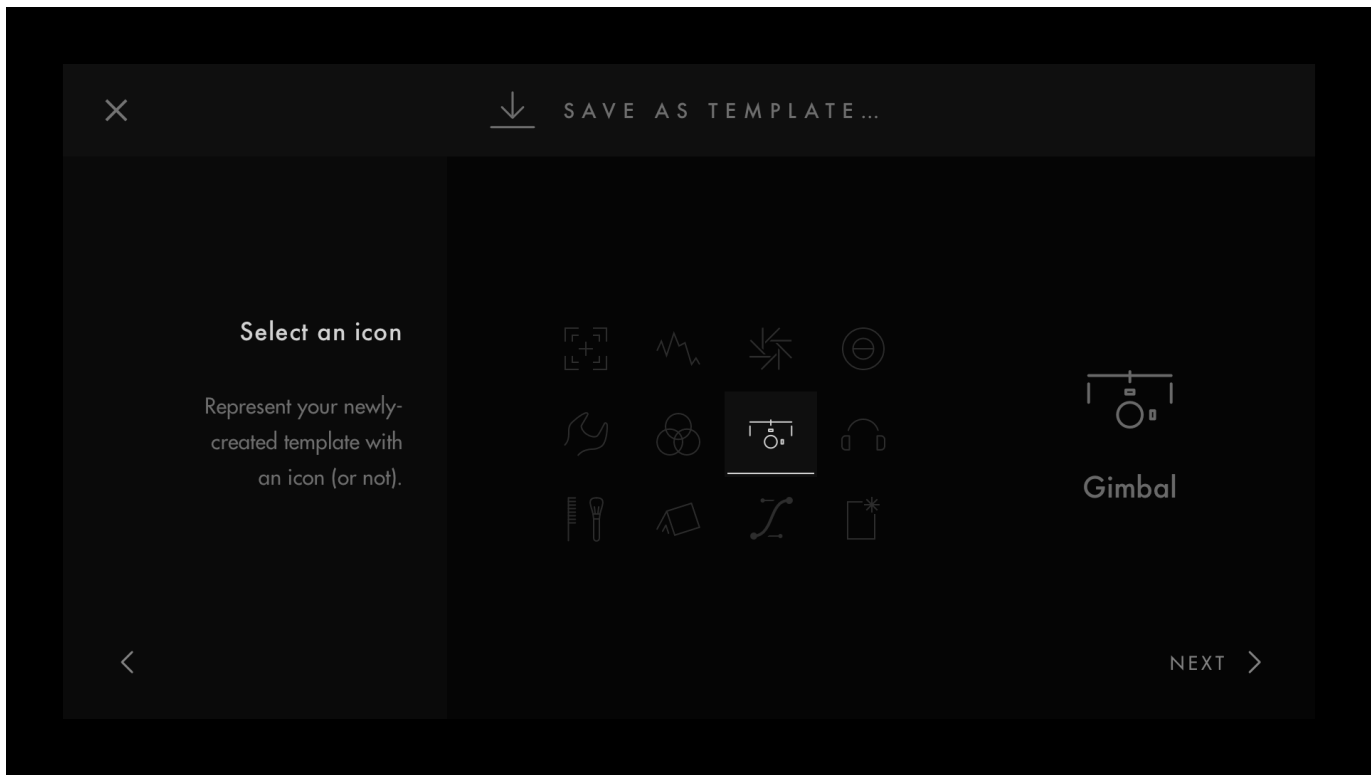 SAVE AS TEMPLATE…
Select an icon
Represent your newly-
created template with
an icon (or not).
Gimbal
NEXT